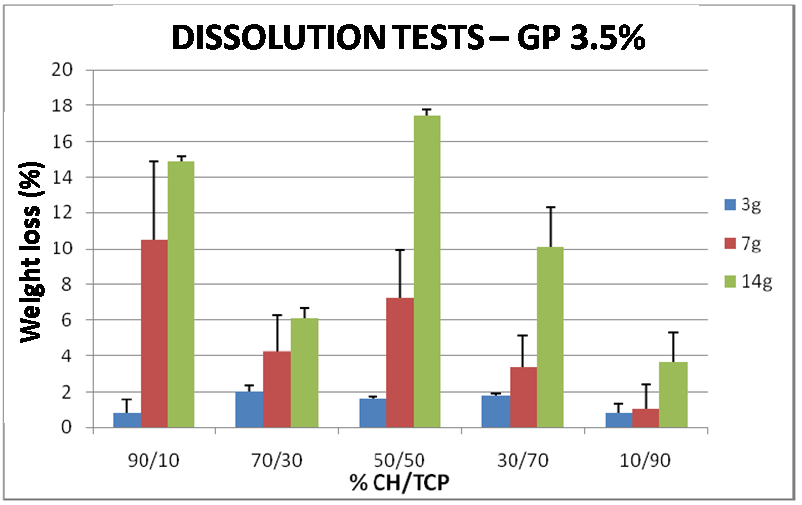 DISSOLUTION TESTS – GP 3.5%
20
18
16
14
12
10
8
6
4
2
0
Weight loss (%)
90/10 70/30 50/50 30/70 10/90
% CH/TCP
3g
7g
14g